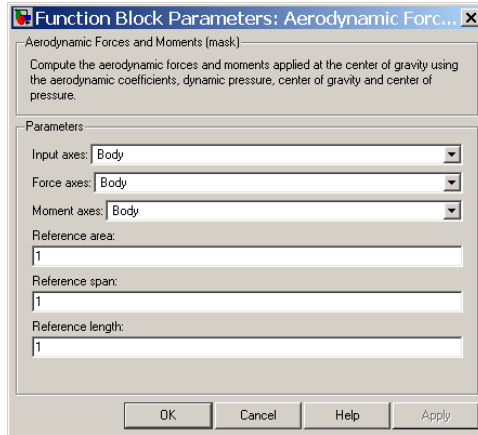 Function Block Parameters: Aerodynamic Forc...
Aerodynamic Forces and Moments (mask)
Compute the aerodynamic forces and moments applied at the center of gravity using
the aerodynamic coefficients, dynamic pressure, center of gravity and center of
pressure.
Parameters
Input axes: Body
Force axes: Body
Moment axes: Body
Reference area:
1
Reference span:
1
Reference length:
1
OK Cancel Help Apply